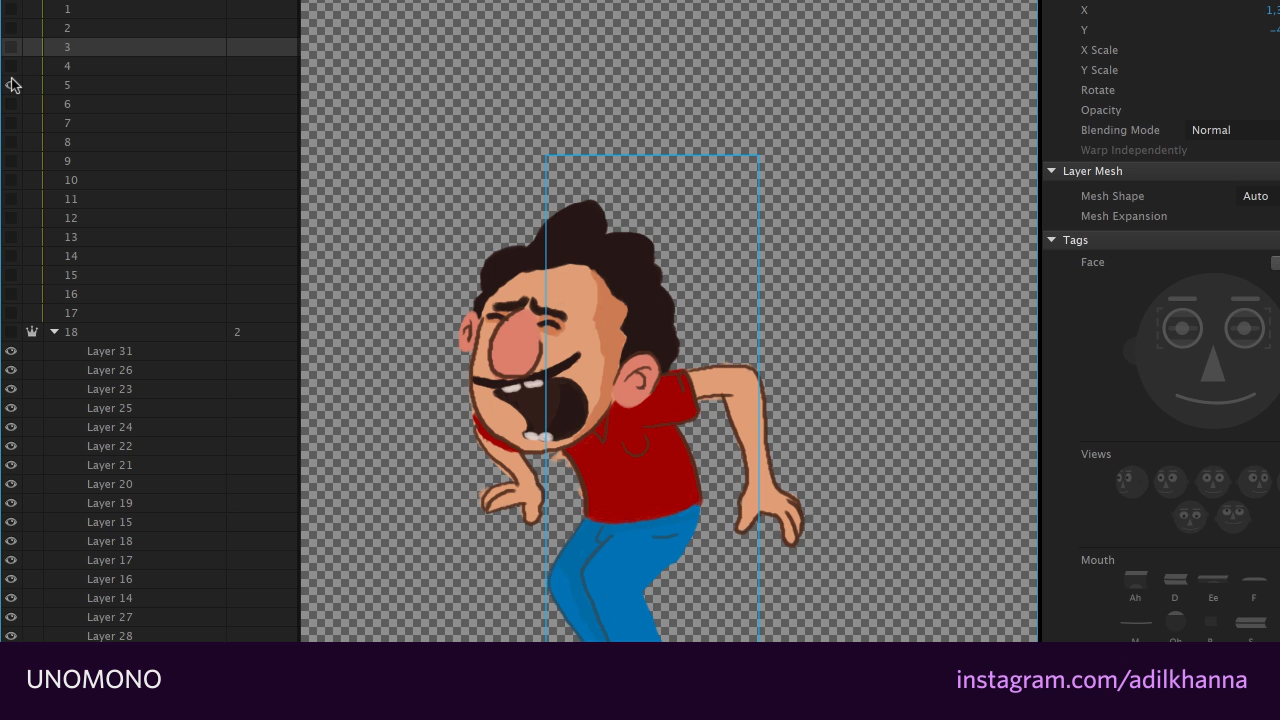 1
2
3
4
5
6
7
8
9
10
11
12
13
14
15
16
17
18 2
Layer 31
Layer 26
Layer 23
Layer 25
Layer 24
Layer 22
Layer 21
Layer 20
Layer 19
Layer 15
Layer 18
Layer 17
Layer 16
Layer 14
Layer 27
Layer 28
X
Y
X Scale
Y Scale
Rotate
Opacity
Blending Mode Normal
Warp Independently
Layer Mesh
Mesh Shape Auto
Mesh Expansion
Tags
Face
Views
Mouth
Ah D Ee F
UNOMONO
instagram.com/adilkhanna